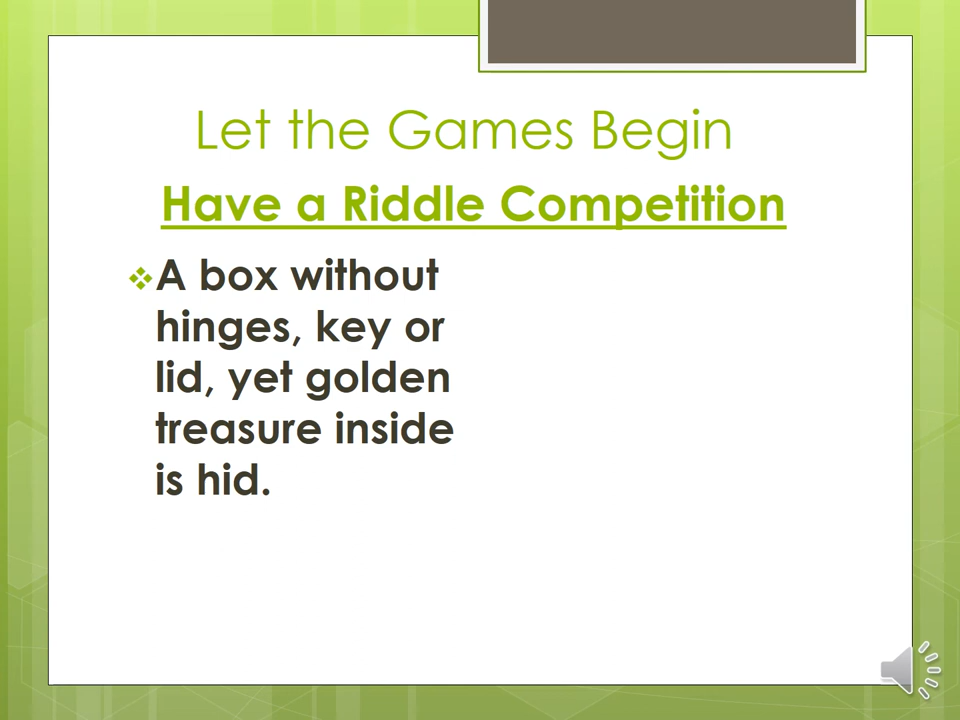 Let the Games Begin
Have a Riddle Competition
A box without
hinges, key or
lid, yet golden
treasure inside
is hid.